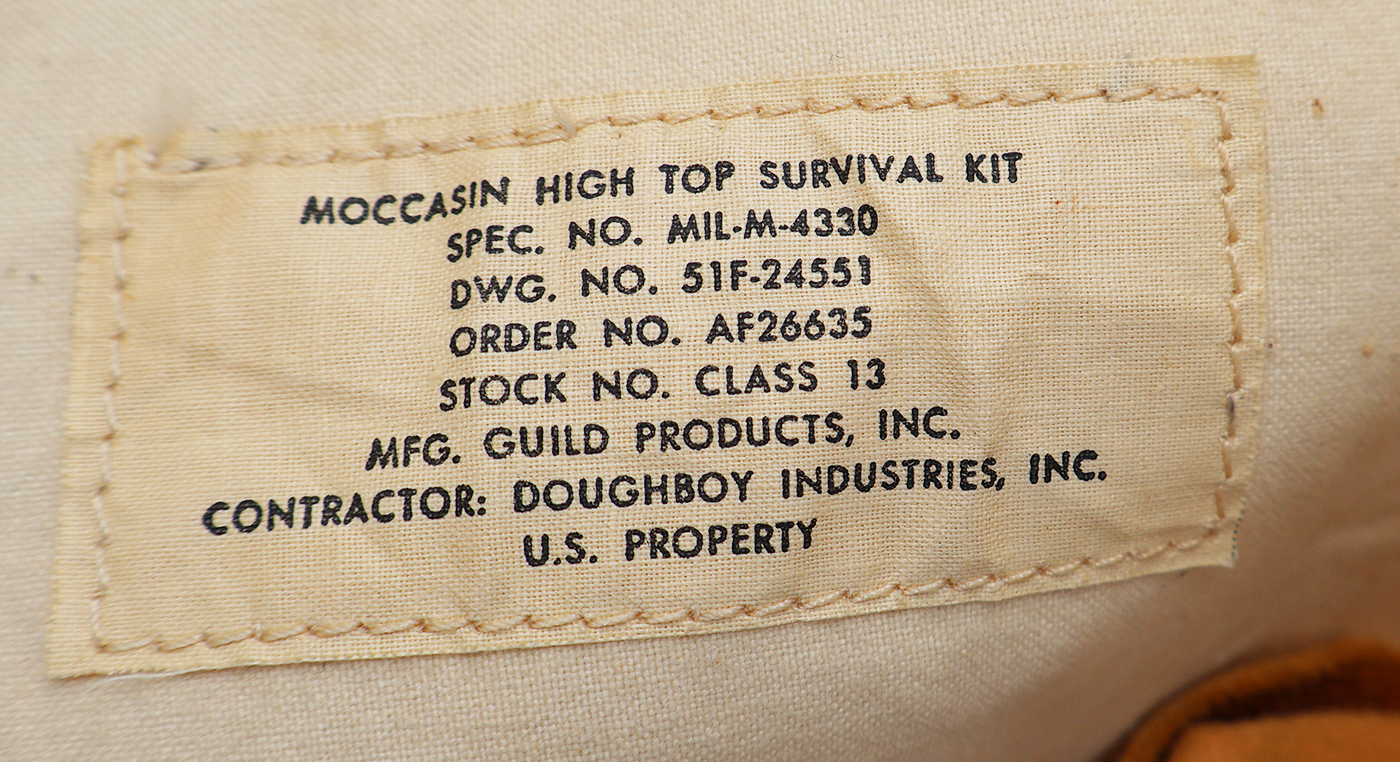 MOCCASIN HIGH TOP SURVIVAL KIT
SPEC. NO. MIL-M-4330
DWG. NO. 51F-24551
ORDER NO. AF26635
STOCK NO. CLASS 13
MFG. GUILD PRODUCTS, INC.
CONTRACTOR: DOUGHBOY INDUSTRIES, INC.
U.S. PROPERTY